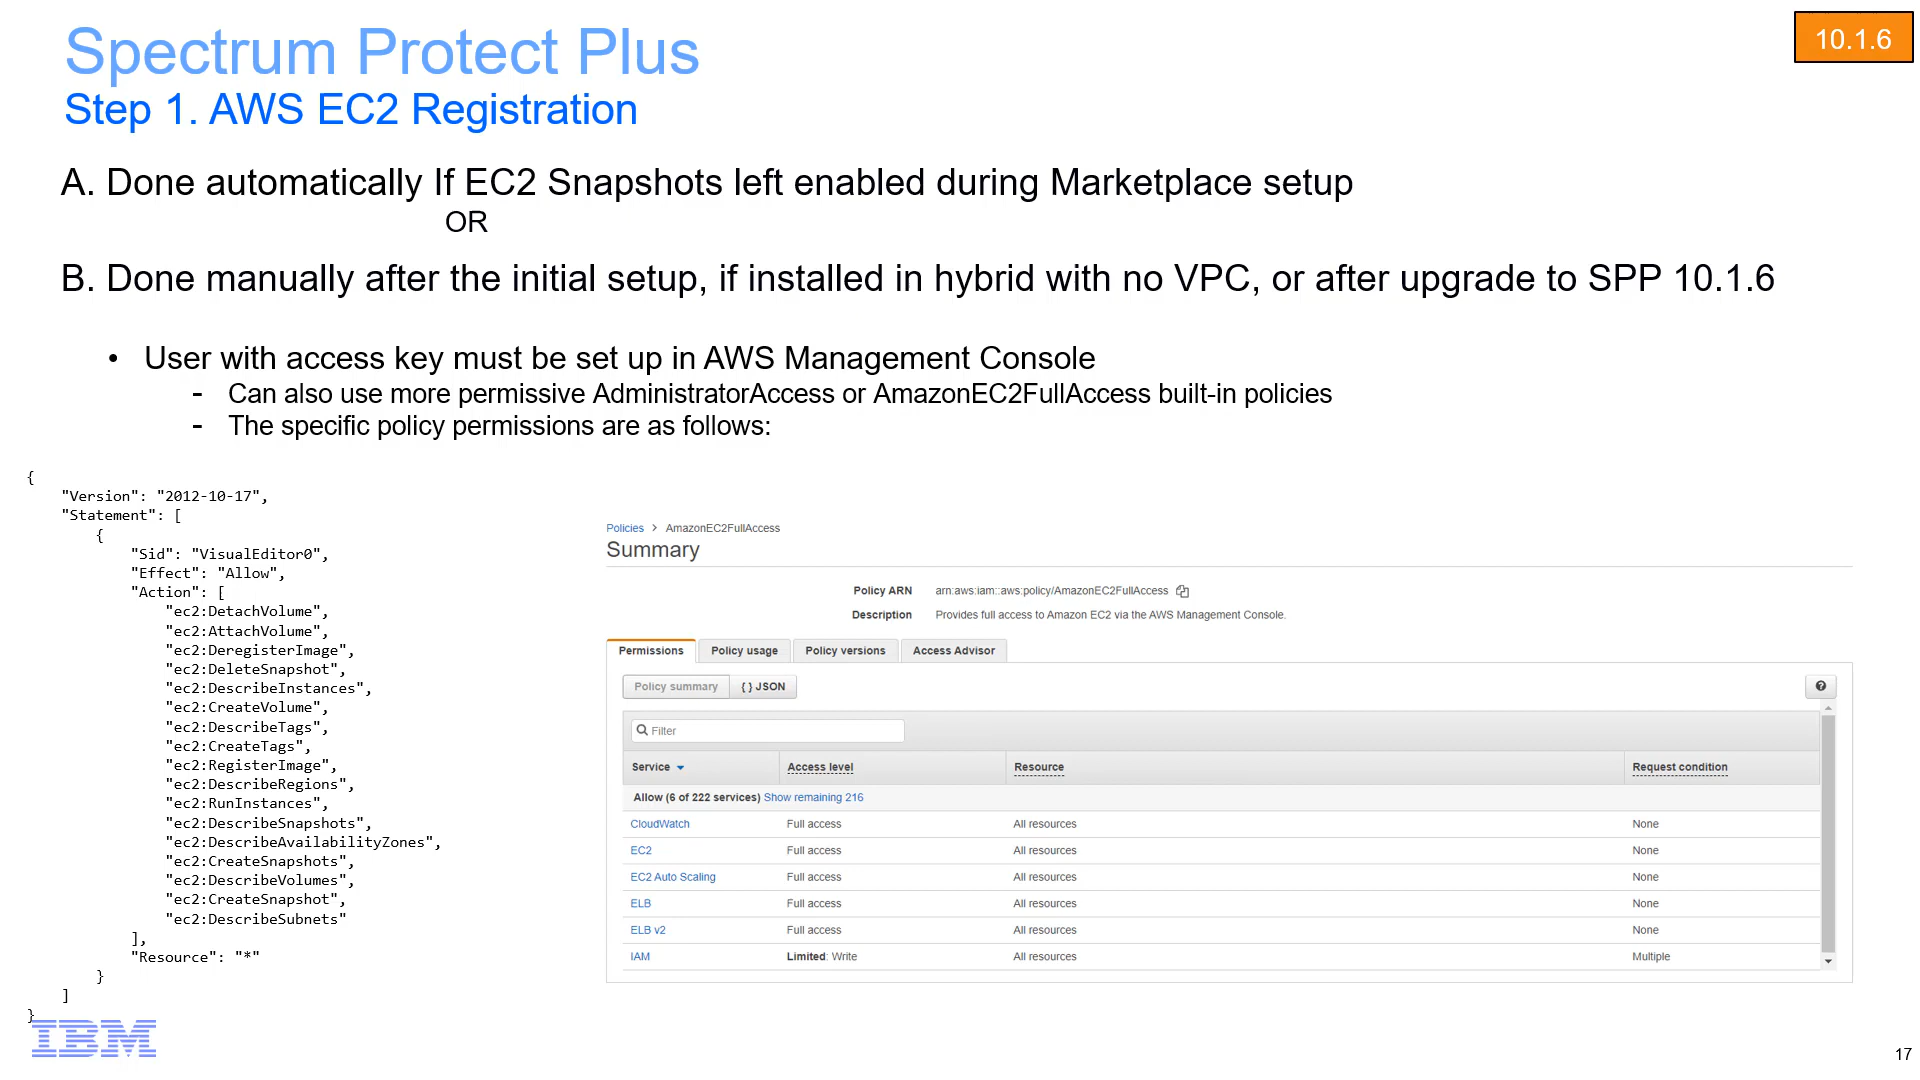 Spectrum Protect Plus
10.1.6
Step 1. AWS EC2 Registration
A. Done automatically If EC2 Snapshots left enabled during Marketplace setup
OR
B. Done manually after the initial setup, if installed in hybrid with no VPC, or after upgrade to SPP 10.1.6
• User with access key must be set up in AWS Management Console
- Can also use more permissive AdministratorAccess or AmazonEC2FullAccess built-in policies
- The specific policy permissions are as follows:
{
    "Version": "2012-10-17",
    "Statement": [
        {
            "Sid": "VisualEditor0",
            "Effect": "Allow",
            "Action": [
                "ec2:DetachVolume",
                "ec2:AttachVolume",
                "ec2:DeregisterImage",
                "ec2:DeleteSnapshot",
                "ec2:DescribeInstances",
                "ec2:CreateVolume",
                "ec2:DescribeTags",
                "ec2:CreateTags",
                "ec2:RegisterImage",
                "ec2:DescribeRegions",
                "ec2:RunInstances",
                "ec2:DescribeSnapshots",
                "ec2:DescribeAvailabilityZones",
                "ec2:CreateSnapshots",
                "ec2:DescribeVolumes",
                "ec2:CreateSnapshot",
                "ec2:DescribeSubnets"
            ],
            "Resource": "*"
        }
    ]
}
Policies > AmazonEC2FullAccess
Summary
Policy ARN arn:aws:iam::aws:policy/AmazonEC2FullAccess
Description Provides full access to Amazon EC2 via the AWS Management Console.
Permissions Policy usage Policy versions Access Advisor
Policy summary { } JSON ?
Filter
Service Access level Resource Request condition
Allow (6 of 222 services) Show remaining 216
CloudWatch Full access All resources None
EC2 Full access All resources None
EC2 Auto Scaling Full access All resources None
ELB Full access All resources None
ELB v2 Full access All resources None
IAM Limited: Write All resources Multiple
IBM
17